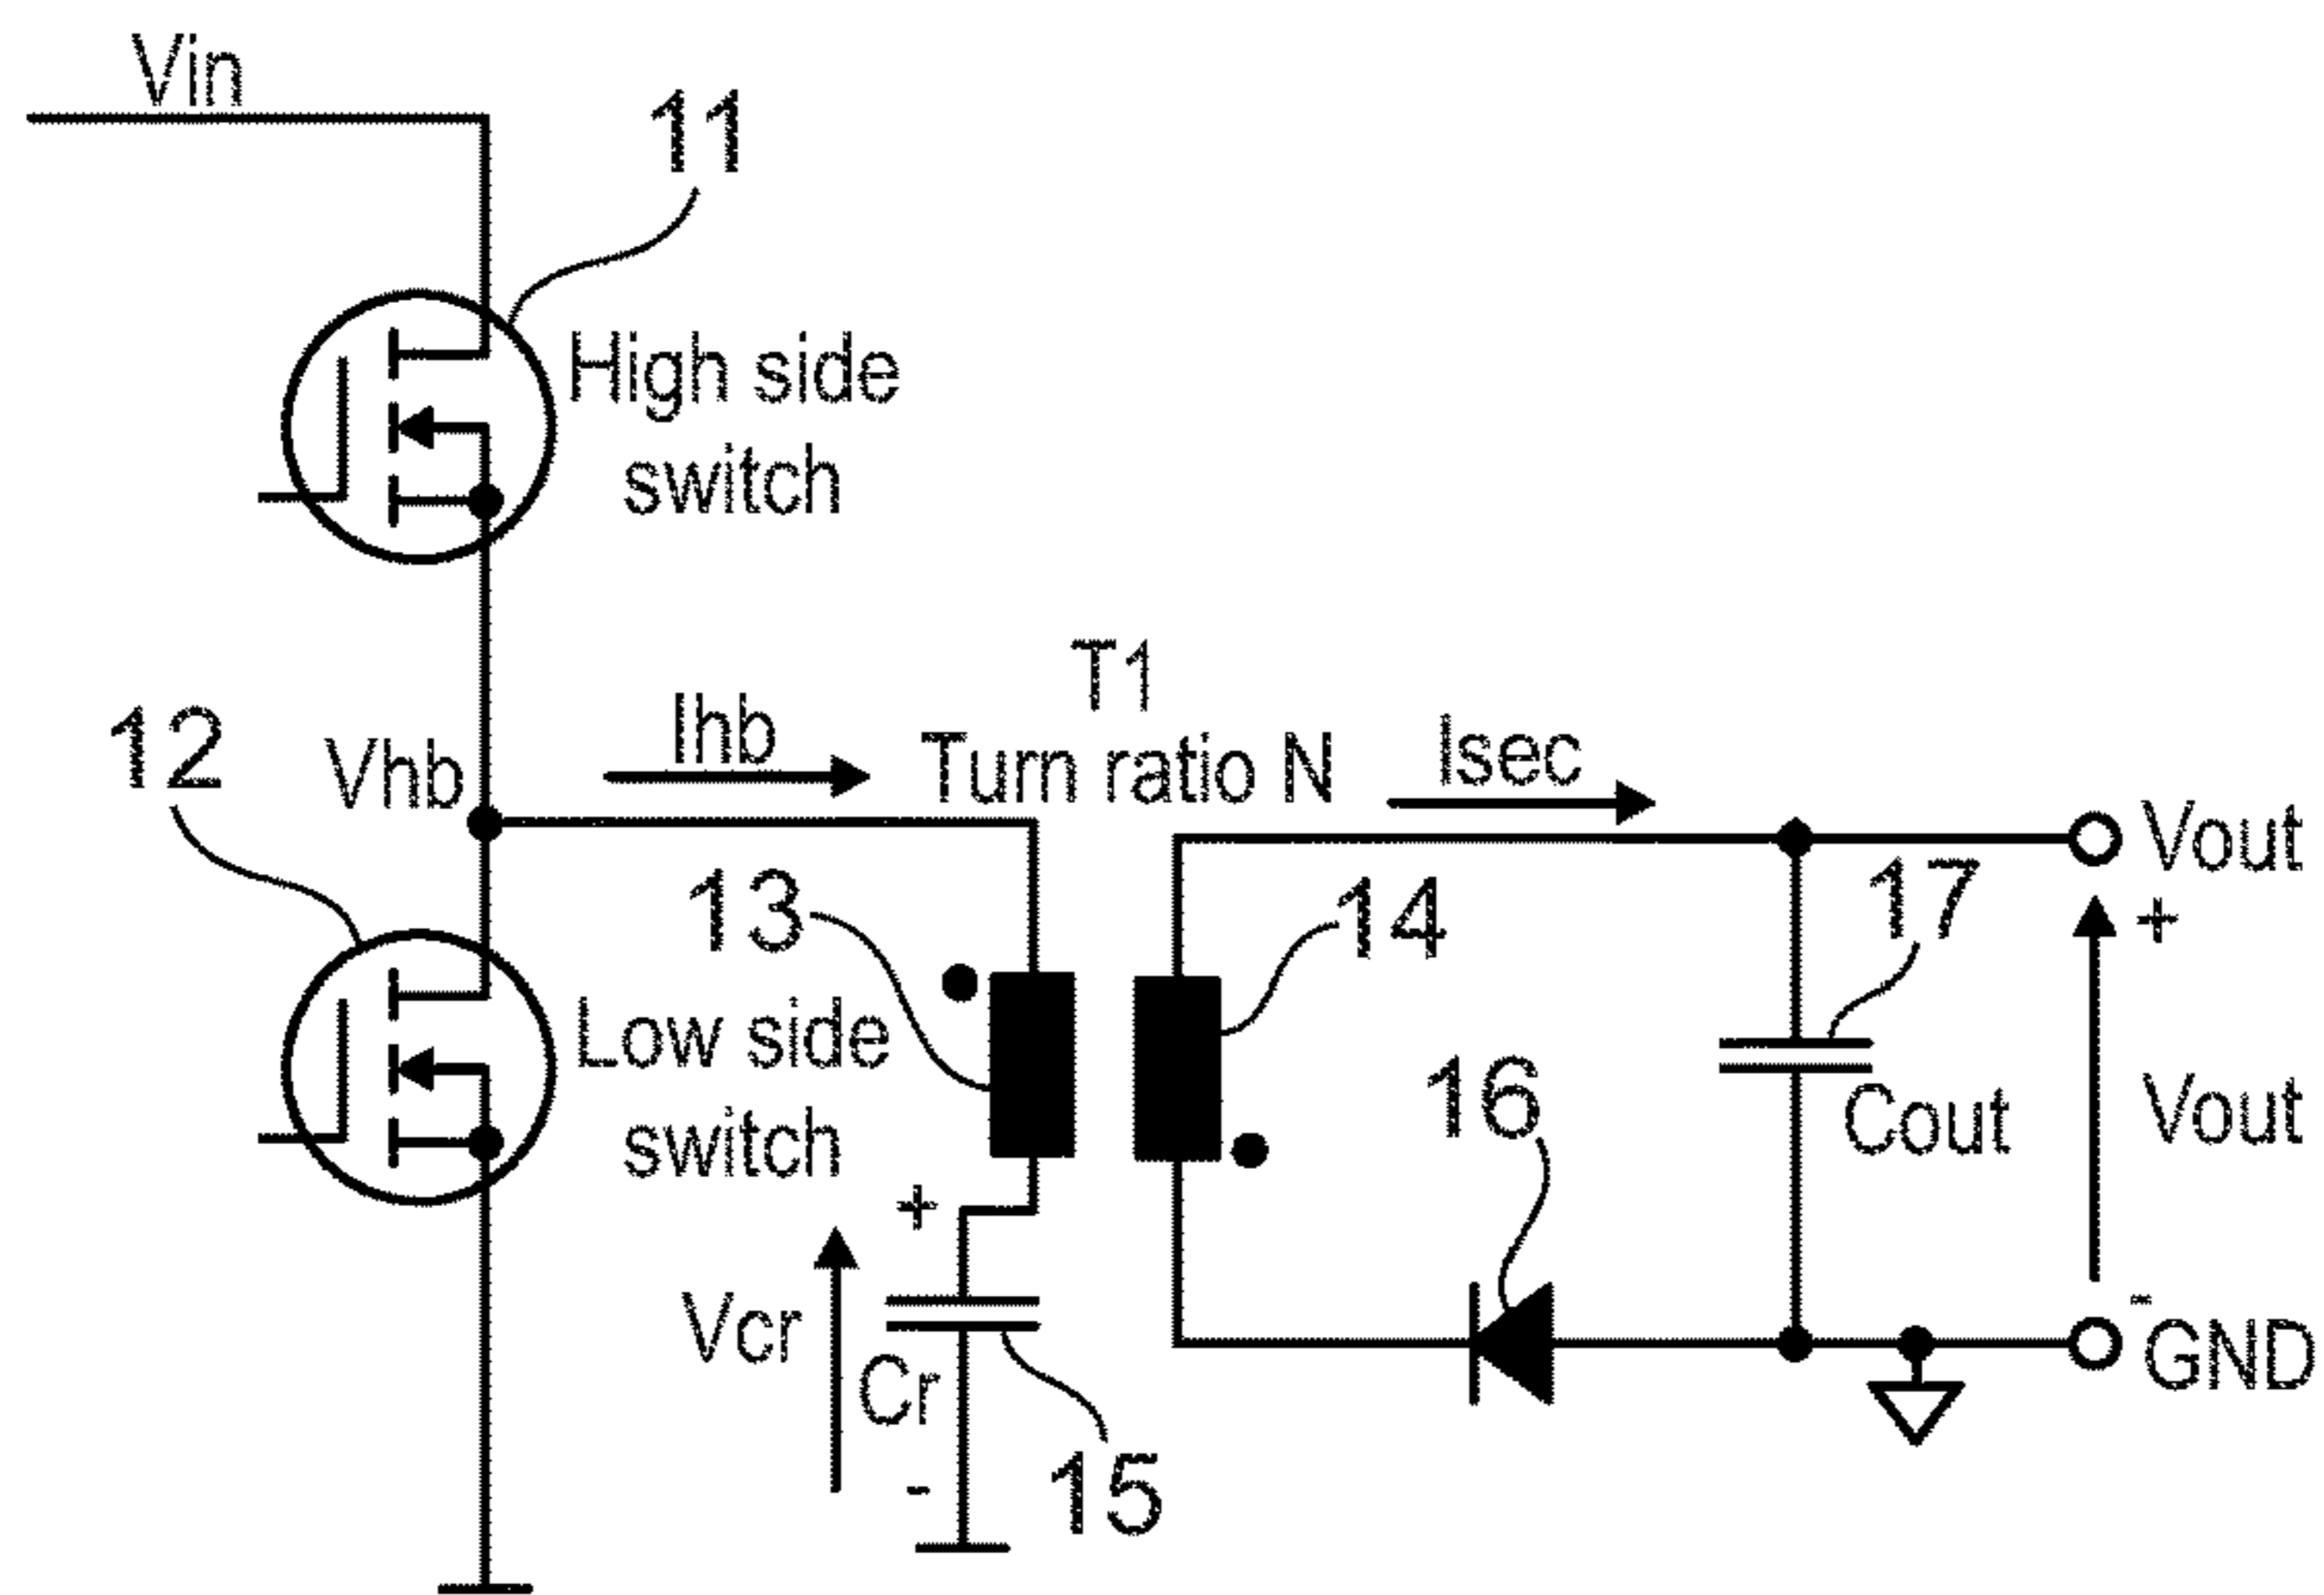 Vin
11
High side
switch
T1
Turn ratio N
Ihb
Isec
12
Vhb
Vout
13
14
17
+
Low side
switch
16
Cout
Vout
+
Vcr
Cr
-
15
-
GND